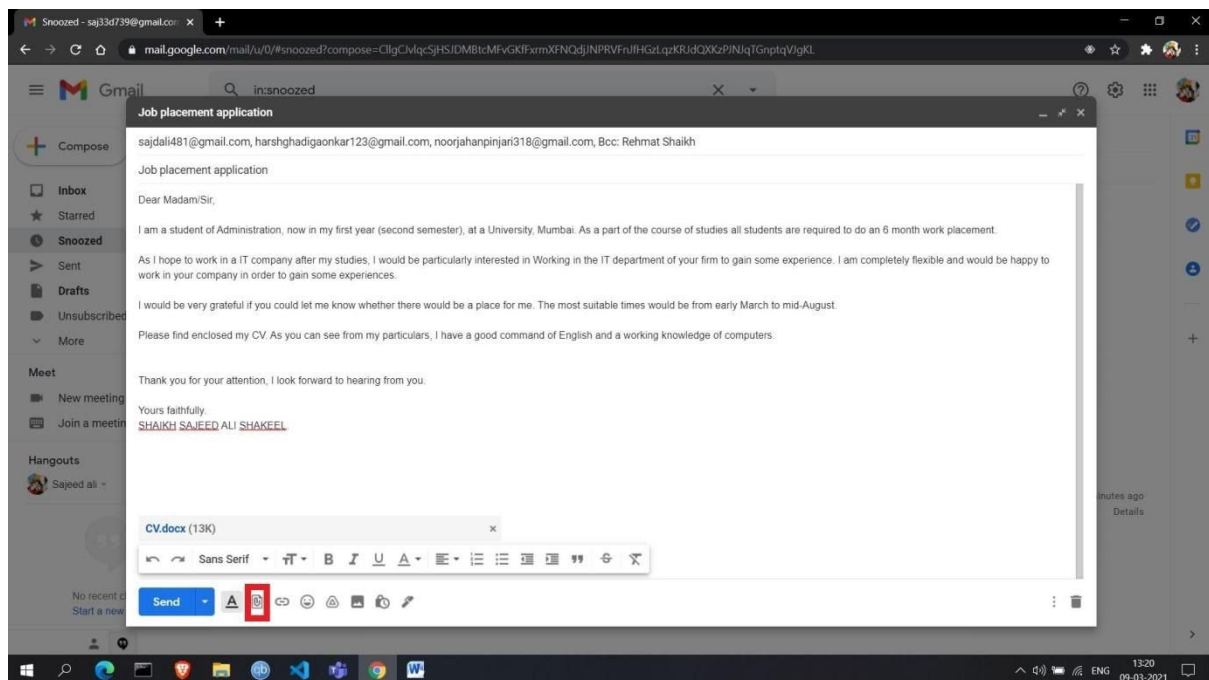 Snoozed - saj33d739@gmail.com
mail.google.com/mail/u/0/#snoozed?compose=
Gmail
in:snoozed
Job placement application
Compose
sajdali481@gmail.com, harshghadigaonkar123@gmail.com, noorjahanpinjari318@gmail.com, Bcc: Rehmat Shaikh
Job placement application
Inbox
Starred
Snoozed
Sent
Drafts
Unsubscribed
More
Dear Madam/Sir,
I am a student of Administration, now in my first year (second semester), at a University, Mumbai. As a part of the course of studies all students are required to do an 6 month work placement.
As I hope to work in a IT company after my studies, I would be particularly interested in Working in the IT department of your firm to gain some experience. I am completely flexible and would be happy to
work in your company in order to gain some experiences.
I would be very grateful if you could let me know whether there would be a place for me. The most suitable times would be from early March to mid-August.
Please find enclosed my CV. As you can see from my particulars, I have a good command of English and a working knowledge of computers.
Thank you for your attention, I look forward to hearing from you.
Yours faithfully.
SHAIKH SAJEED ALI SHAKEEL
Meet
New meeting
Join a meetin
Hangouts
Sajeed ali
inutes ago
Details
No recent c
Start a new
CV.docx (13K)
Sans Serif
Send
ENG
13:20
09-03-2021